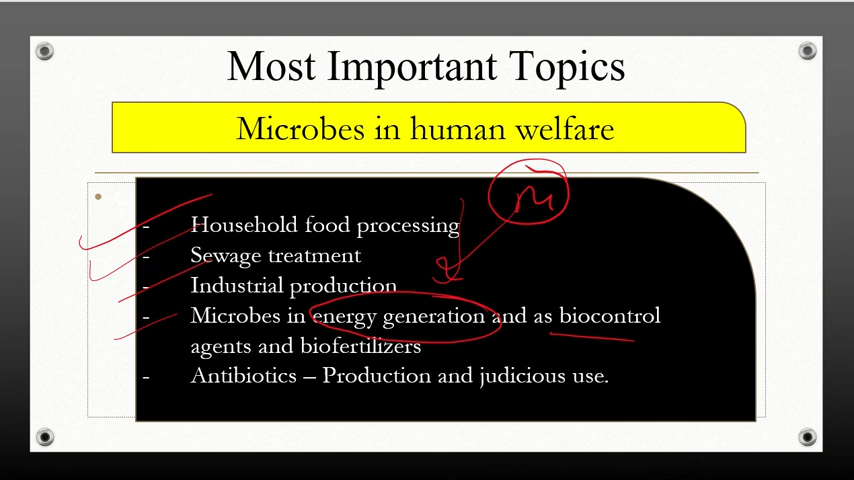 Most Important Topics
Microbes in human welfare
- Household food processing
- Sewage treatment
- Industrial production
- Microbes in energy generation and as biocontrol
agents and biofertilizers
- Antibiotics – Production and judicious use.